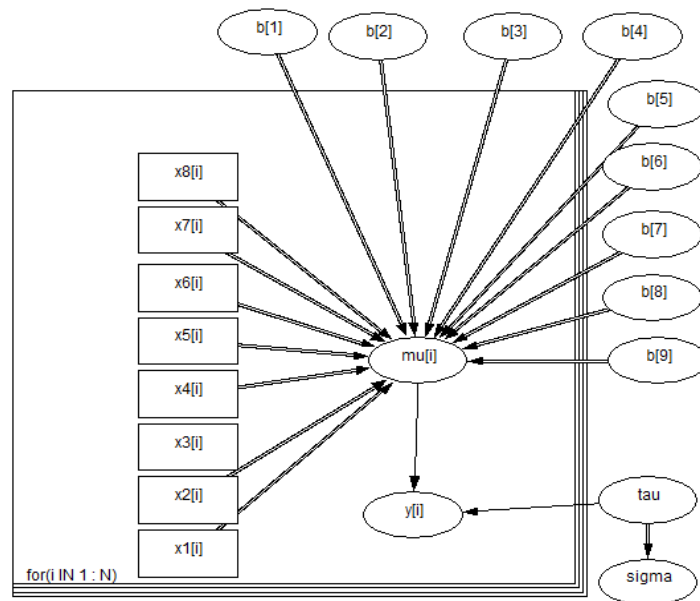 b[1]
b[2]
b[3]
b[4]
b[5]
b[6]
b[7]
b[8]
b[9]
x8[i]
x7[i]
x6[i]
x5[i]
x4[i]
x3[i]
x2[i]
x1[i]
mu[i]
y[i]
tau
sigma
for(i IN 1 : N)